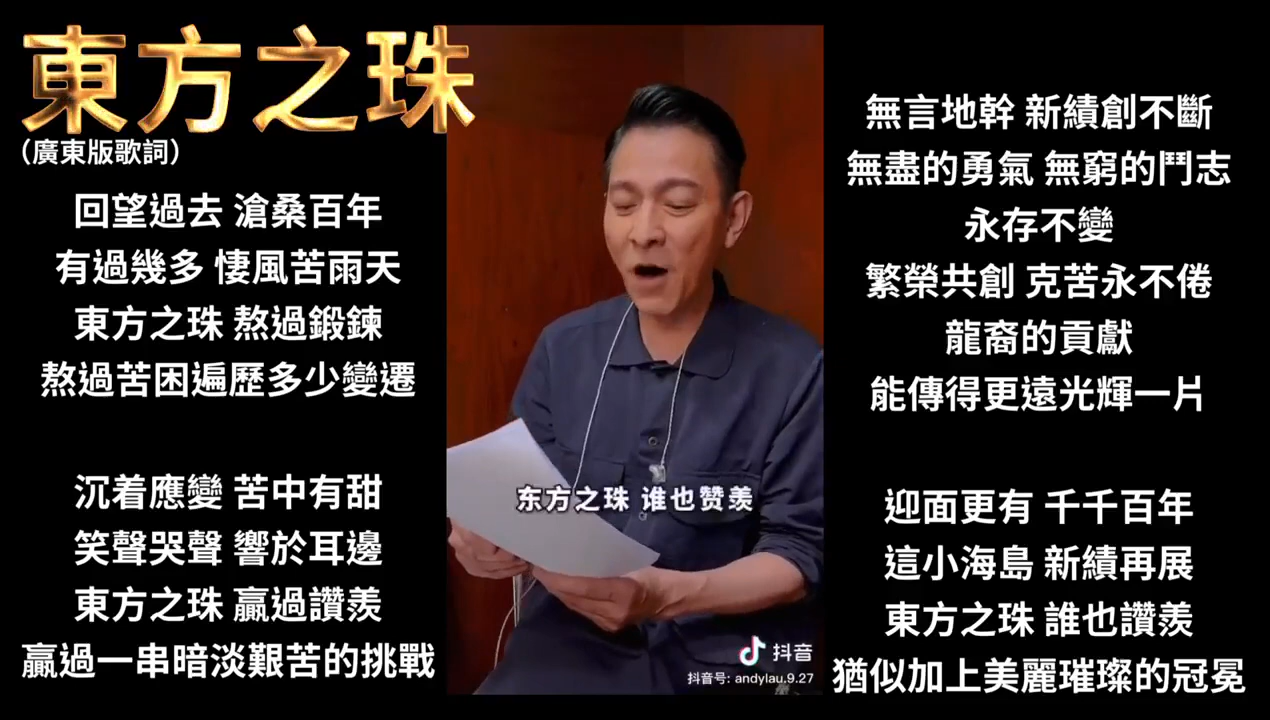 東方之珠
(廣東版歌詞)
回望過去 滄桑百年
有過幾多 悽風苦雨天
東方之珠 熬過鍛鍊
熬過苦困遍歷多少變遷
沉着應變 苦中有甜
笑聲哭聲 響於耳邊
東方之珠 贏過讚羨
贏過一串暗淡艱苦的挑戰
东方之珠 谁也赞羡
抖音
抖音号: andylau.9.27
無言地幹 新績創不斷
無盡的勇氣 無窮的鬥志
永存不變
繁榮共創 克苦永不倦
龍裔的貢獻
能傳得更遠光輝一片
迎面更有 千千百年
這小海島 新績再展
東方之珠 誰也讚羨
猶似加上美麗璀璨的冠冕